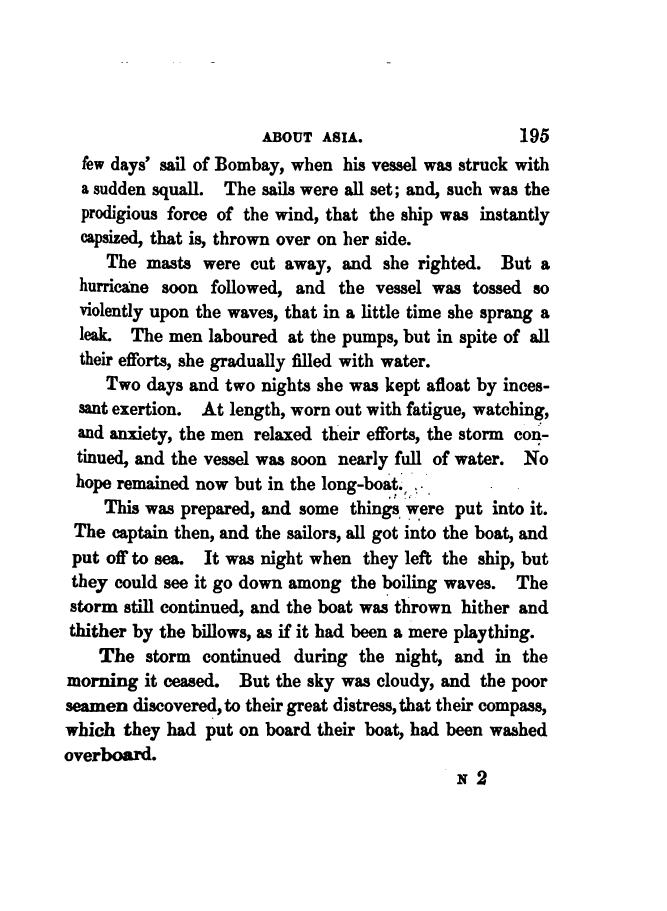 ABOUT ASIA. 195
few days' sail of Bombay, when his vessel was struck with
a sudden squall. The sails were all set; and, such was the
prodigious force of the wind, that the ship was instantly
capsized, that is, thrown over on her side.
The masts were cut away, and she righted. But a
hurricane soon followed, and the vessel was tossed so
violently upon the waves, that in a little time she sprang a
leak. The men laboured at the pumps, but in spite of all
their efforts, she gradually filled with water.
Two days and two nights she was kept afloat by inces-
sant exertion. At length, worn out with fatigue, watching,
and anxiety, the men relaxed their efforts, the storm con-
tinued, and the vessel was soon nearly full of water. No
hope remained now but in the long-boat.
This was prepared, and some things were put into it.
The captain then, and the sailors, all got into the boat, and
put off to sea. It was night when they left the ship, but
they could see it go down among the boiling waves. The
storm still continued, and the boat was thrown hither and
thither by the billows, as if it had been a mere plaything.
The storm continued during the night, and in the
morning it ceased. But the sky was cloudy, and the poor
seamen discovered, to their great distress, that their compass,
which they had put on board their boat, had been washed
overboard.
N 2